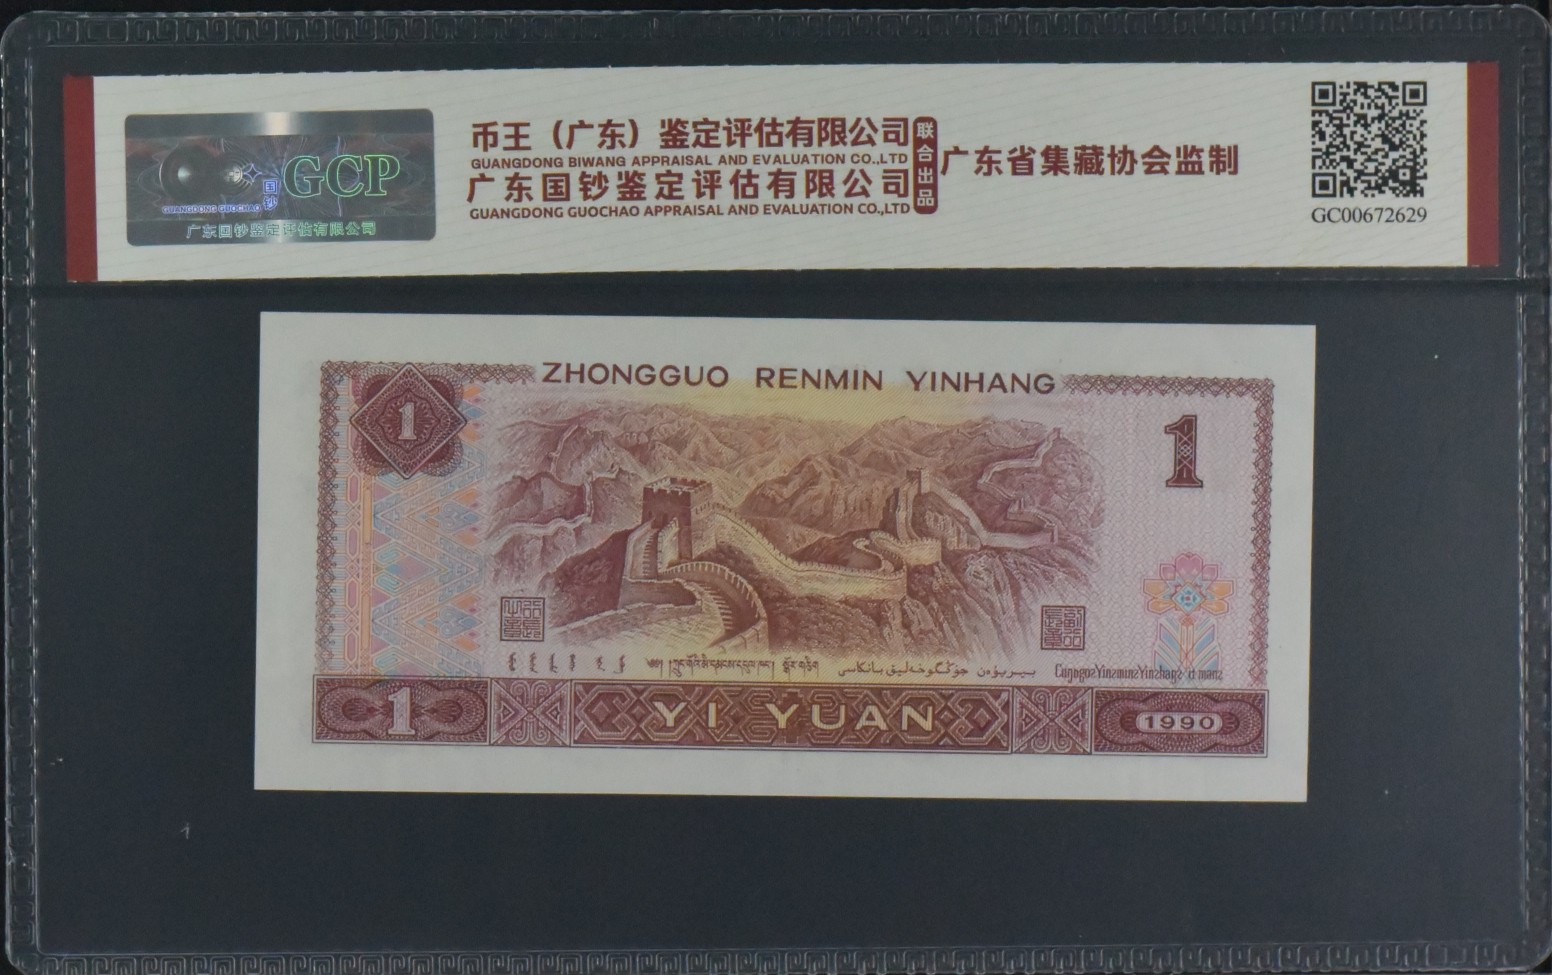 GCP
国钞
GUANGDONG GUOCHAO
广东国钞鉴定评估有限公司
币王（广东）鉴定评估有限公司
GUANGDONG BIWANG APPRAISAL AND EVALUATION CO.,LTD
广东国钞鉴定评估有限公司
GUANGDONG GUOCHAO APPRAISAL AND EVALUATION CO.,LTD
联合出品
广东省集藏协会监制
GC00672629
ZHONGGUO RENMIN YINHANG
1
1
1
YI YUAN
1990